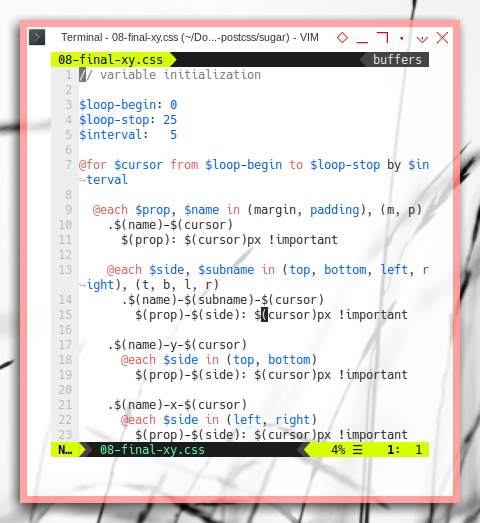 Terminal - 08-final-xy.css (~/Do...-postcss/sugar) - VIM
08-final-xy.css buffers
1 // variable initialization
2
3 $loop-begin: 0
4 $loop-stop: 25
5 $interval:   5
6
7 @for $cursor from $loop-begin to $loop-stop by $in
↪terval
8
9   @each $prop, $name in (margin, padding), (m, p)
10     .$(name)-$(cursor)
11       $(prop): $(cursor)px !important
12
13     @each $side, $subname in (top, bottom, left, r
↪ight), (t, b, l, r)
14       .$(name)-$(subname)-$(cursor)
15         $(prop)-$(side): $(cursor)px !important
16
17     .$(name)-y-$(cursor)
18       @each $side in (top, bottom)
19         $(prop)-$(side): $(cursor)px !important
20
21     .$(name)-x-$(cursor)
22       @each $side in (left, right)
23         $(prop)-$(side): $(cursor)px !important
N… 08-final-xy.css 4% ☰ 1: 1